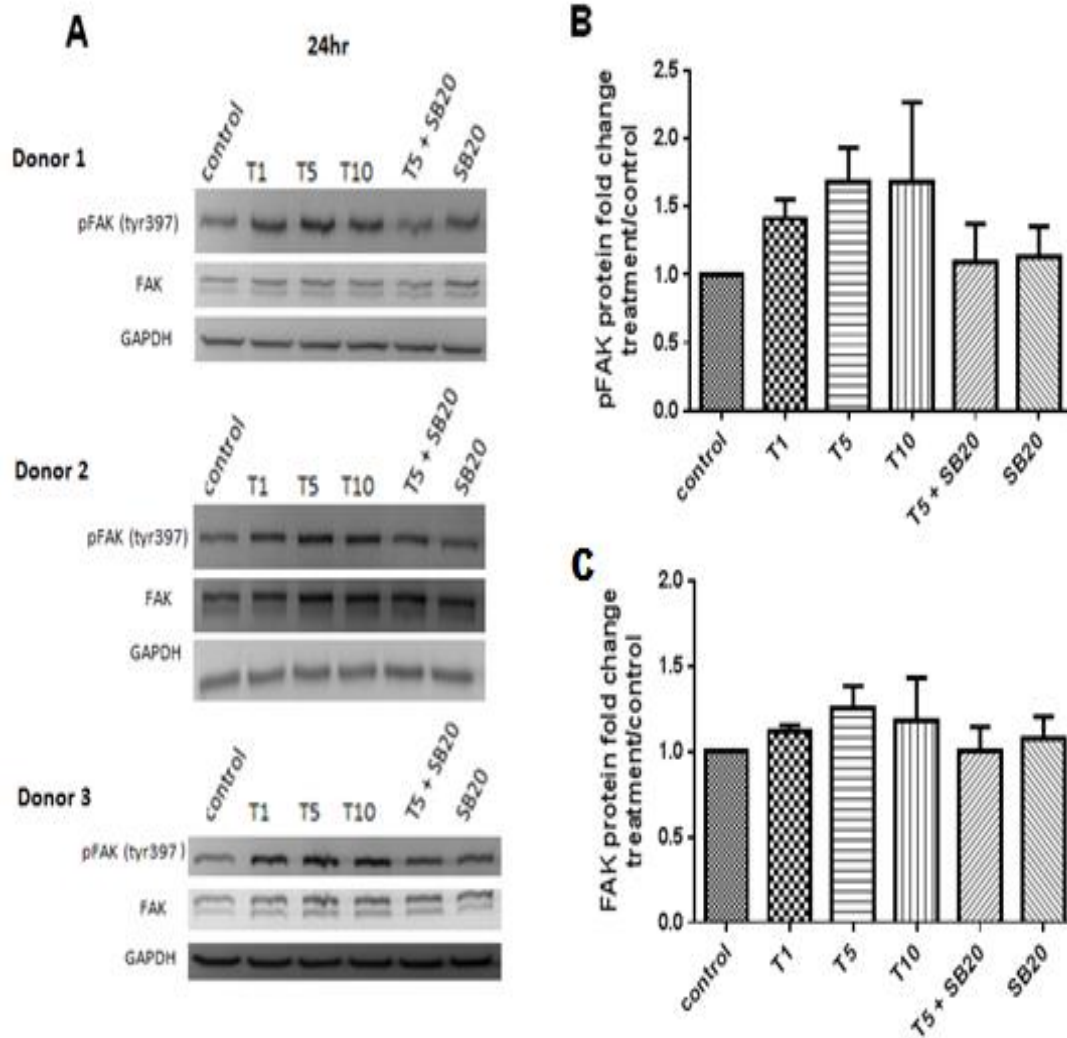 A
24hr
Donor 1
control T1 T5 T10 T5 + SB20 SB20
pFAK (tyr397)
FAK
GAPDH
Donor 2
control T1 T5 T10 T5 + SB20 SB20
pFAK (tyr397)
FAK
GAPDH
Donor 3
control T1 T5 T10 T5 + SB20 SB20
pFAK (tyr397)
FAK
GAPDH
B
pFAK protein fold change
treatment/control
2.5
2.0
1.5
1.0
0.5
0.0
control T1 T5 T10 T5 + SB20 SB20
C
FAK protein fold change
treatment/control
2.0
1.5
1.0
0.5
0.0
control T1 T5 T10 T5 + SB20 SB20